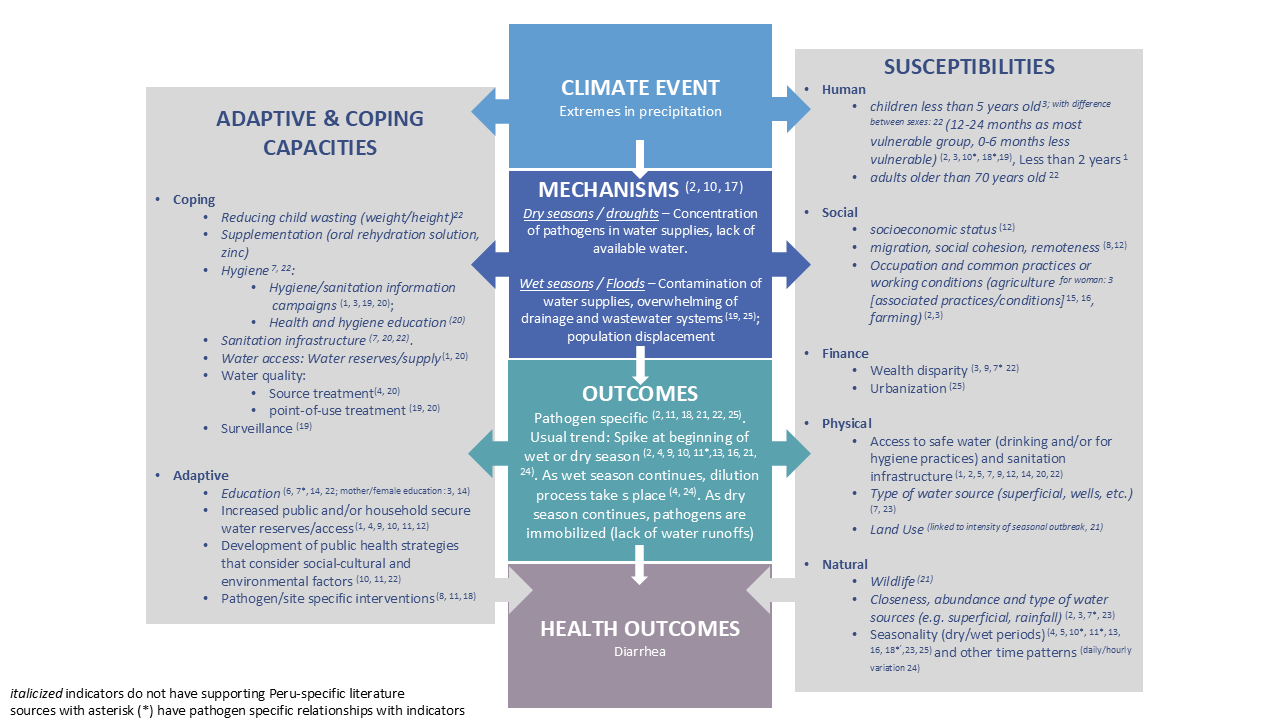 ADAPTIVE & COPING
CAPACITIES
• Coping
• Reducing child wasting (weight/height)22
• Supplementation (oral rehydration solution,
zinc)
• Hygiene 7, 22:
• Hygiene/sanitation information
campaigns (1, 3, 19, 20);
• Health and hygiene education (20)
• Sanitation infrastructure (7, 20, 22).
• Water access: Water reserves/supply(1, 20)
• Water quality:
• Source treatment(4, 20)
• point-of-use treatment (19, 20)
• Surveillance (19)
• Adaptive
• Education (6, 7*, 14, 22; mother/female education: 3, 14)
• Increased public and/or household secure
water reserves/access(1, 4, 9, 10, 11, 12)
• Development of public health strategies
that consider social-cultural and
environmental factors (10, 11, 22)
• Pathogen/site specific interventions(8, 11, 18)
CLIMATE EVENT
Extremes in precipitation
MECHANISMS (2, 10, 17)
Dry seasons / droughts – Concentration
of pathogens in water supplies, lack of
available water.
Wet seasons / Floods – Contamination of
water supplies, overwhelming of
drainage and wastewater systems (19, 25);
population displacement
OUTCOMES
Pathogen specific (2, 11, 18, 21, 22, 25).
Usual trend: Spike at beginning of
wet or dry season (2, 4, 9, 10, 11*,13, 16, 21,
24). As wet season continues, dilution
process take s place (4, 24). As dry
season continues, pathogens are
immobilized (lack of water runoffs)
HEALTH OUTCOMES
Diarrhea
SUSCEPTIBILITIES
• Human
• children less than 5 years old3; with difference
between sexes: 22 (12-24 months as most
vulnerable group, 0-6 months less
vulnerable) (2, 3, 10*, 18*,19), Less than 2 years 1
• adults older than 70 years old 22
• Social
• socioeconomic status (12)
• migration, social cohesion, remoteness (8,12)
• Occupation and common practices or
working conditions (agriculture for woman: 3
[associated practices/conditions]15, 16,
farming) (2,3)
• Finance
• Wealth disparity (3, 9, 7* 22)
• Urbanization (25)
• Physical
• Access to safe water (drinking and/or for
hygiene practices) and sanitation
infrastructure (1, 2, 5, 7, 9, 12, 14, 20, 22)
• Type of water source (superficial, wells, etc.)
(7, 23)
• Land Use (linked to intensity of seasonal outbreak, 21)
• Natural
• Wildlife (21)
• Closeness, abundance and type of water
sources (e.g. superficial, rainfall) (2, 3, 7*, 23)
• Seasonality (dry/wet periods) (4, 5, 10*, 11*, 13,
16, 18*',23, 25) and other time patterns (daily/hourly
variation 24)
italicized indicators do not have supporting Peru-specific literature
sources with asterisk (*) have pathogen specific relationships with indicators